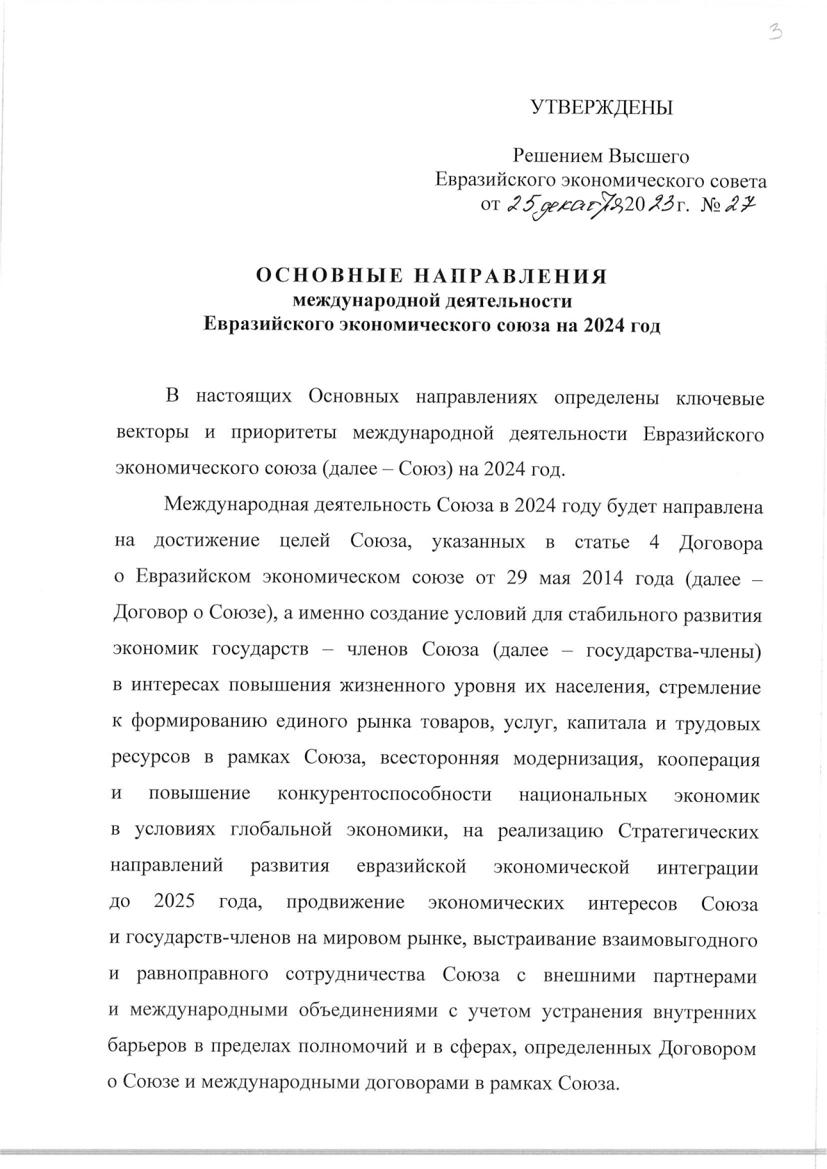 3
УТВЕРЖДЕНЫ
Решением Высшего
Евразийского экономического совета
от 25 декабря 2023 г. № 27
ОСНОВНЫЕ НАПРАВЛЕНИЯ
международной деятельности
Евразийского экономического союза на 2024 год
В настоящих Основных направлениях определены ключевые
векторы и приоритеты международной деятельности Евразийского
экономического союза (далее – Союз) на 2024 год.
Международная деятельность Союза в 2024 году будет направлена
на достижение целей Союза, указанных в статье 4 Договора
о Евразийском экономическом союзе от 29 мая 2014 года (далее –
Договор о Союзе), а именно создание условий для стабильного развития
экономик государств – членов Союза (далее – государства-члены)
в интересах повышения жизненного уровня их населения, стремление
к формированию единого рынка товаров, услуг, капитала и трудовых
ресурсов в рамках Союза, всесторонняя модернизация, кооперация
и повышение конкурентоспособности национальных экономик
в условиях глобальной экономики, на реализацию Стратегических
направлений развития евразийской экономической интеграции
до 2025 года, продвижение экономических интересов Союза
и государств-членов на мировом рынке, выстраивание взаимовыгодного
и равноправного сотрудничества Союза с внешними партнерами
и международными объединениями с учетом устранения внутренних
барьеров в пределах полномочий и в сферах, определенных Договором
о Союзе и международными договорами в рамках Союза.